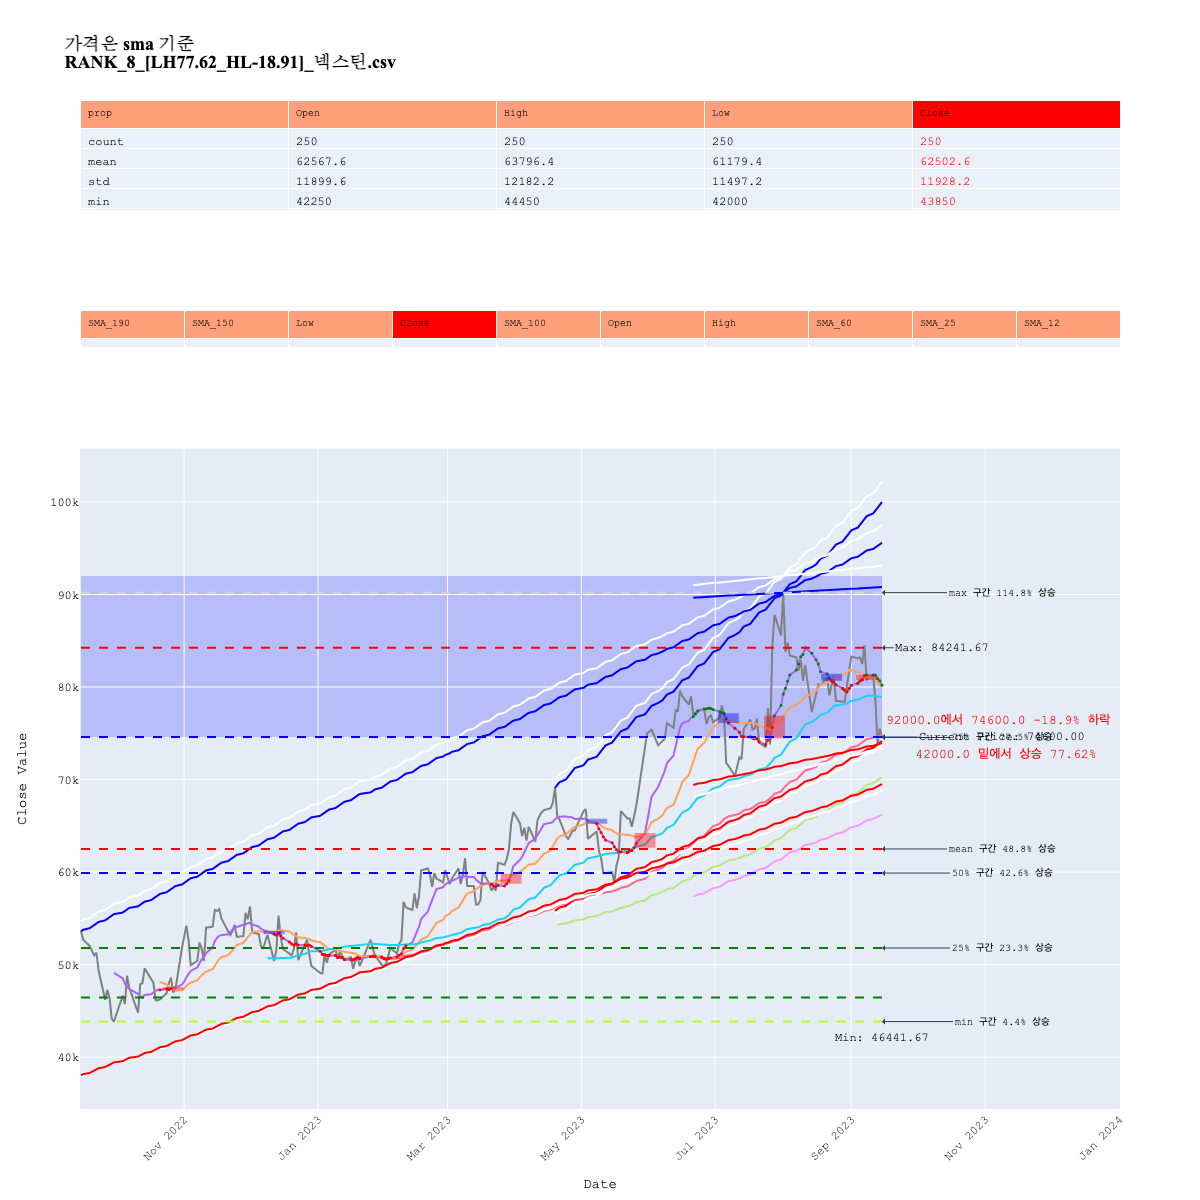 가격은 sma 기준
RANK_8_[LH77.62_HL-18.91]_넥스틴.csv
prop Open High Low Close
count 250 250 250 250
mean 62567.6 63796.4 61179.4 62502.6
std 11899.6 12182.2 11497.2 11928.2
min 42250 44450 42000 43850
SMA_190 SMA_150 Low Close SMA_100 Open High SMA_60 SMA_25 SMA_12
100k
90k
80k
70k
60k
50k
40k
Close Value
max 구간 114.8% 상승
Max: 84241.67
92000.0에서 74600.0 -18.9% 하락
74600.00
42000.0 밑에서 상승 77.62%
mean 구간 48.8% 상승
50% 구간 42.6% 상승
25% 구간 23.3% 상승
min 구간 4.4% 상승
Min: 46441.67
Nov 2022
Jan 2023
Mar 2023
May 2023
Jul 2023
Sep 2023
Nov 2023
Jan 2024
Date